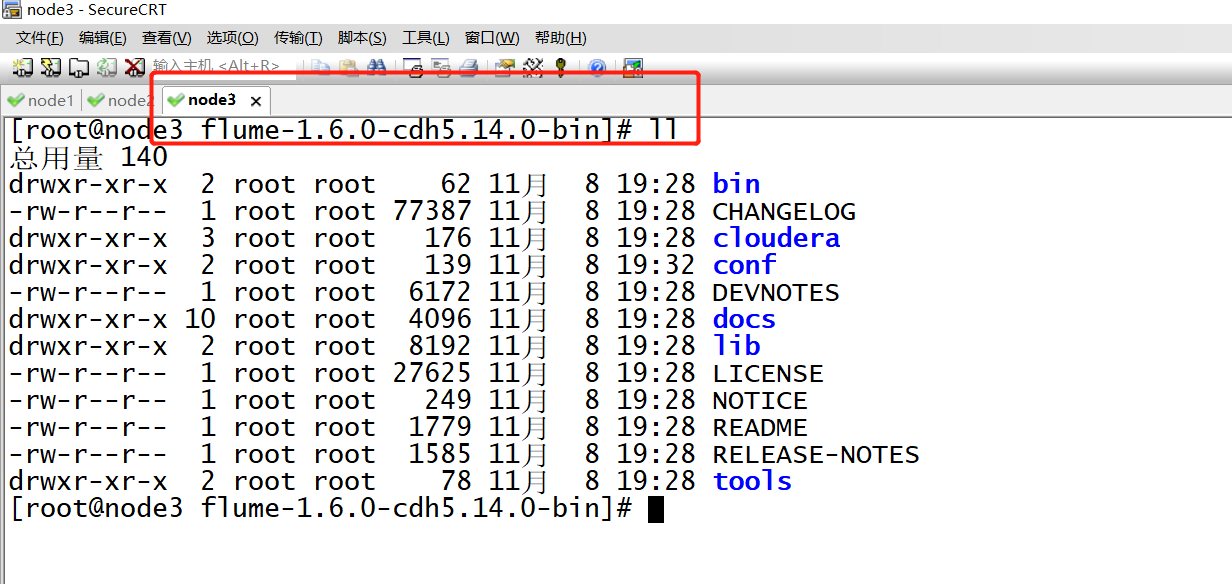 node3 - SecureCRT
文件(F) 编辑(E) 查看(V) 选项(O) 传输(T) 脚本(S) 工具(L) 窗口(W) 帮助(H)
输入主机 <Alt+R>
node1 node2 node3
[root@node3 flume-1.6.0-cdh5.14.0-bin]# ll
总用量 140
drwxr-xr-x 2 root root 62 11月 8 19:28 bin
-rw-r--r-- 1 root root 77387 11月 8 19:28 CHANGELOG
drwxr-xr-x 3 root root 176 11月 8 19:28 cloudera
drwxr-xr-x 2 root root 139 11月 8 19:32 conf
-rw-r--r-- 1 root root 6172 11月 8 19:28 DEVNOTES
drwxr-xr-x 10 root root 4096 11月 8 19:28 docs
drwxr-xr-x 2 root root 8192 11月 8 19:28 lib
-rw-r--r-- 1 root root 27625 11月 8 19:28 LICENSE
-rw-r--r-- 1 root root 249 11月 8 19:28 NOTICE
-rw-r--r-- 1 root root 1779 11月 8 19:28 README
-rw-r--r-- 1 root root 1585 11月 8 19:28 RELEASE-NOTES
drwxr-xr-x 2 root root 78 11月 8 19:28 tools
[root@node3 flume-1.6.0-cdh5.14.0-bin]#